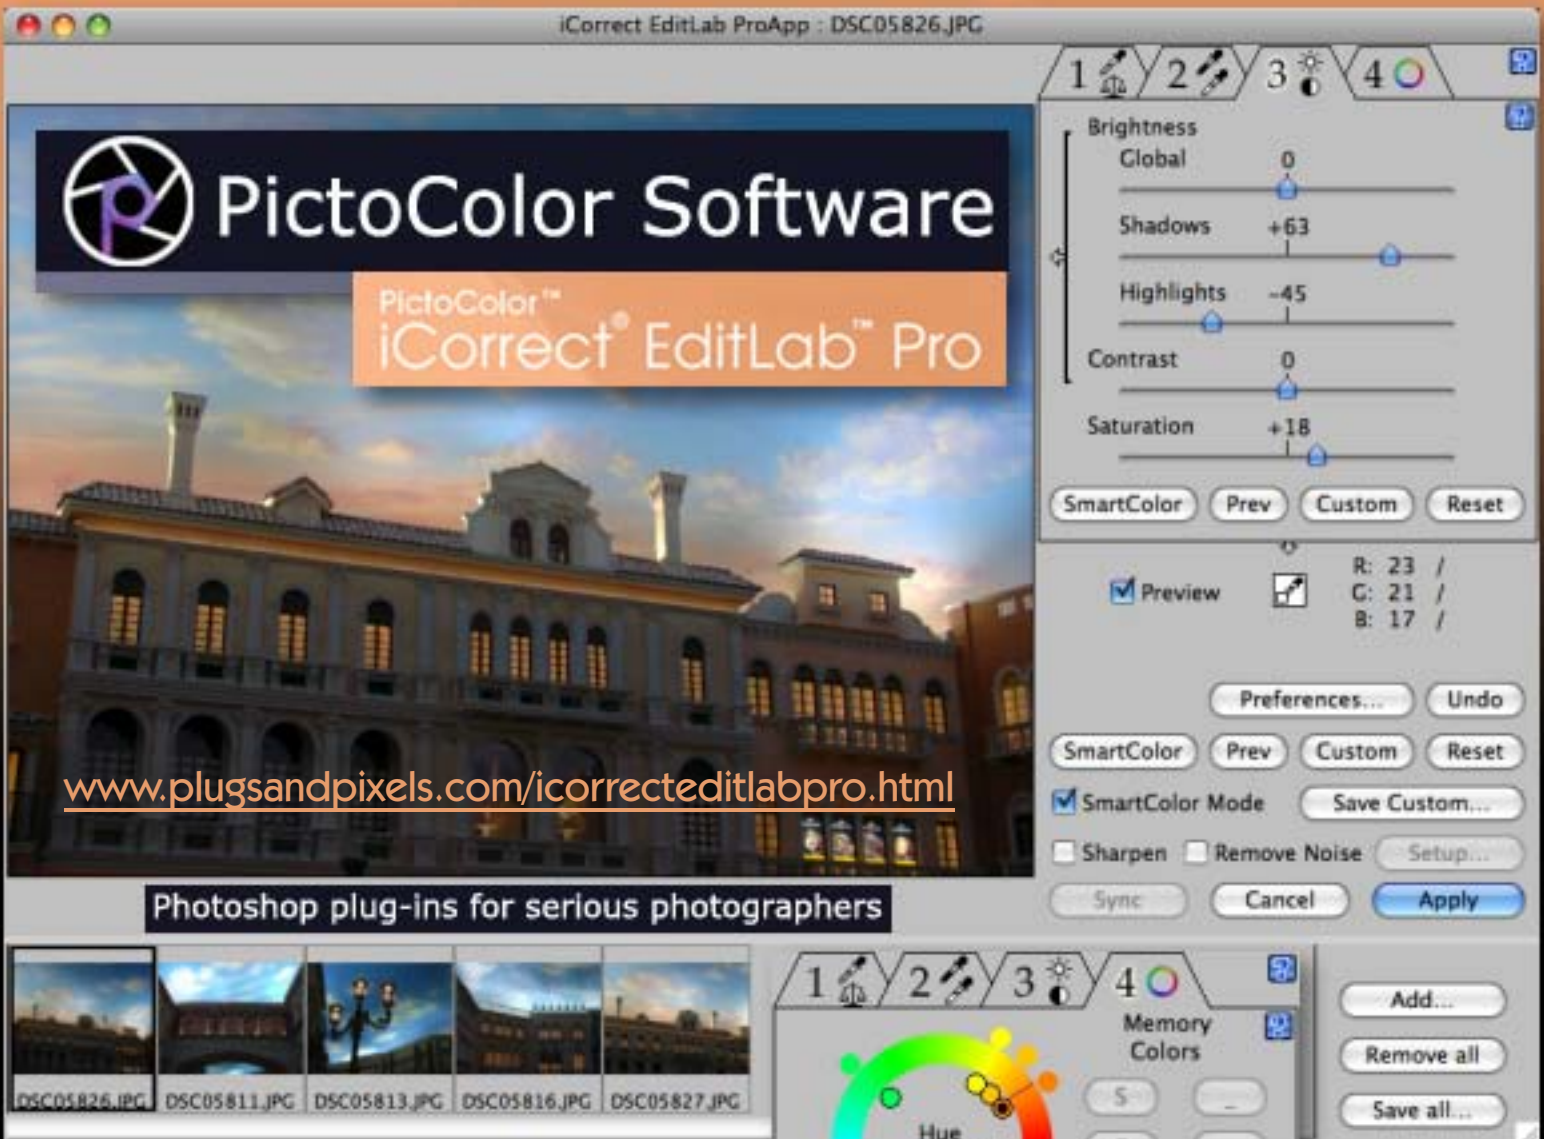 iCorrect EditLab ProApp : DSC05826.JPG
1 2 3 4
PictoColor Software
PictoColor™
iCorrect® EditLab™ Pro
Brightness
Global 0
Shadows +63
Highlights -45
Contrast 0
Saturation +18
SmartColor Prev Custom Reset
Preview
R: 23 /
G: 21 /
B: 17 /
Preferences... Undo
SmartColor Prev Custom Reset
SmartColor Mode Save Custom...
Sharpen Remove Noise Setup...
Sync Cancel Apply
www.plugsandpixels.com/icorrecteditlabpro.html
Photoshop plug-ins for serious photographers
DSC05826.JPG DSC05811.JPG DSC05813.JPG DSC05816.JPG DSC05827.JPG
1 2 3 4
Memory
Colors
S _
Hue
Add...
Remove all
Save all...